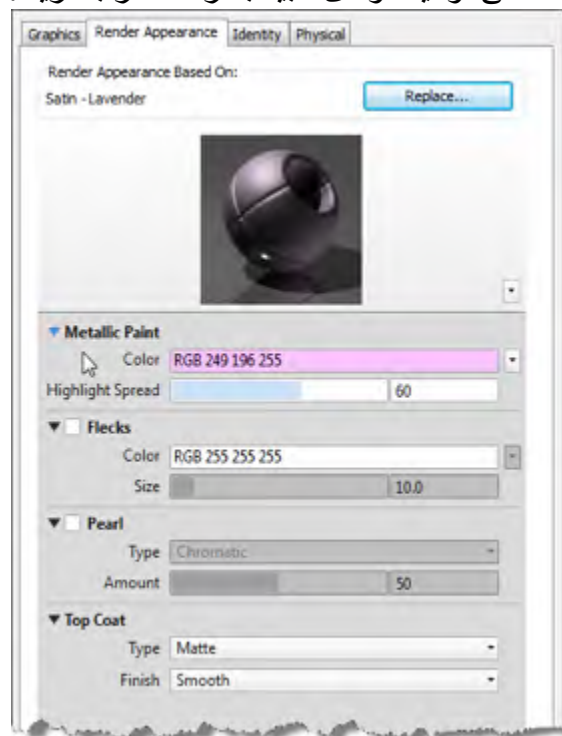 Graphics Render Appearance Identity Physical
Render Appearance Based On:
Satin - Lavender Replace...
Metallic Paint
Color RGB 249 196 255
Highlight Spread 60
Flecks
Color RGB 255 255 255
Size 10.0
Pearl
Type Chromatic
Amount 50
Top Coat
Type Matte
Finish Smooth